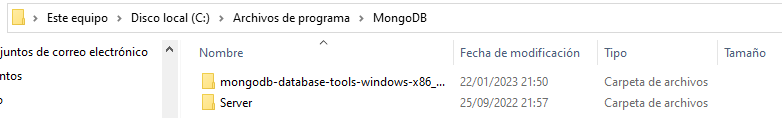 Este equipo > Disco local (C:) > Archivos de programa > MongoDB
juntos de correo electrónico
Nombre Fecha de modificación Tipo Tamaño
ntos
mongodb-database-tools-windows-x86_... 22/01/2023 21:50 Carpeta de archivos
Server 25/09/2022 21:57 Carpeta de archivos